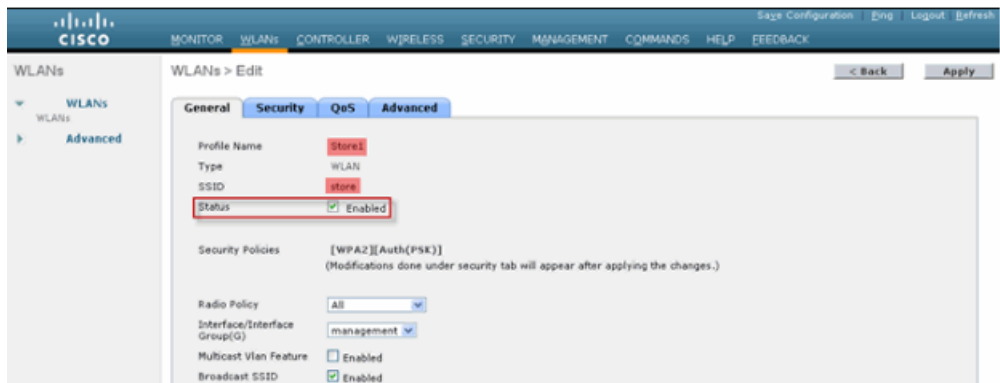 Save Configuration Ping Logout Refresh
CISCO
MONITOR WLANs CONTROLLER WIRELESS SECURITY MANAGEMENT COMMANDS HELP FEEDBACK
WLANs
WLANs > Edit
< Back
Apply
WLANs
WLANs
Advanced
General Security QoS Advanced
Profile Name Store1
Type WLAN
SSID store
Status Enabled
Security Policies [WPA2][Auth(PSK)]
(Modifications done under security tab will appear after applying the changes.)
Radio Policy All
Interface/Interface
Group(G) management
Multicast Vlan Feature Enabled
Broadcast SSID Enabled